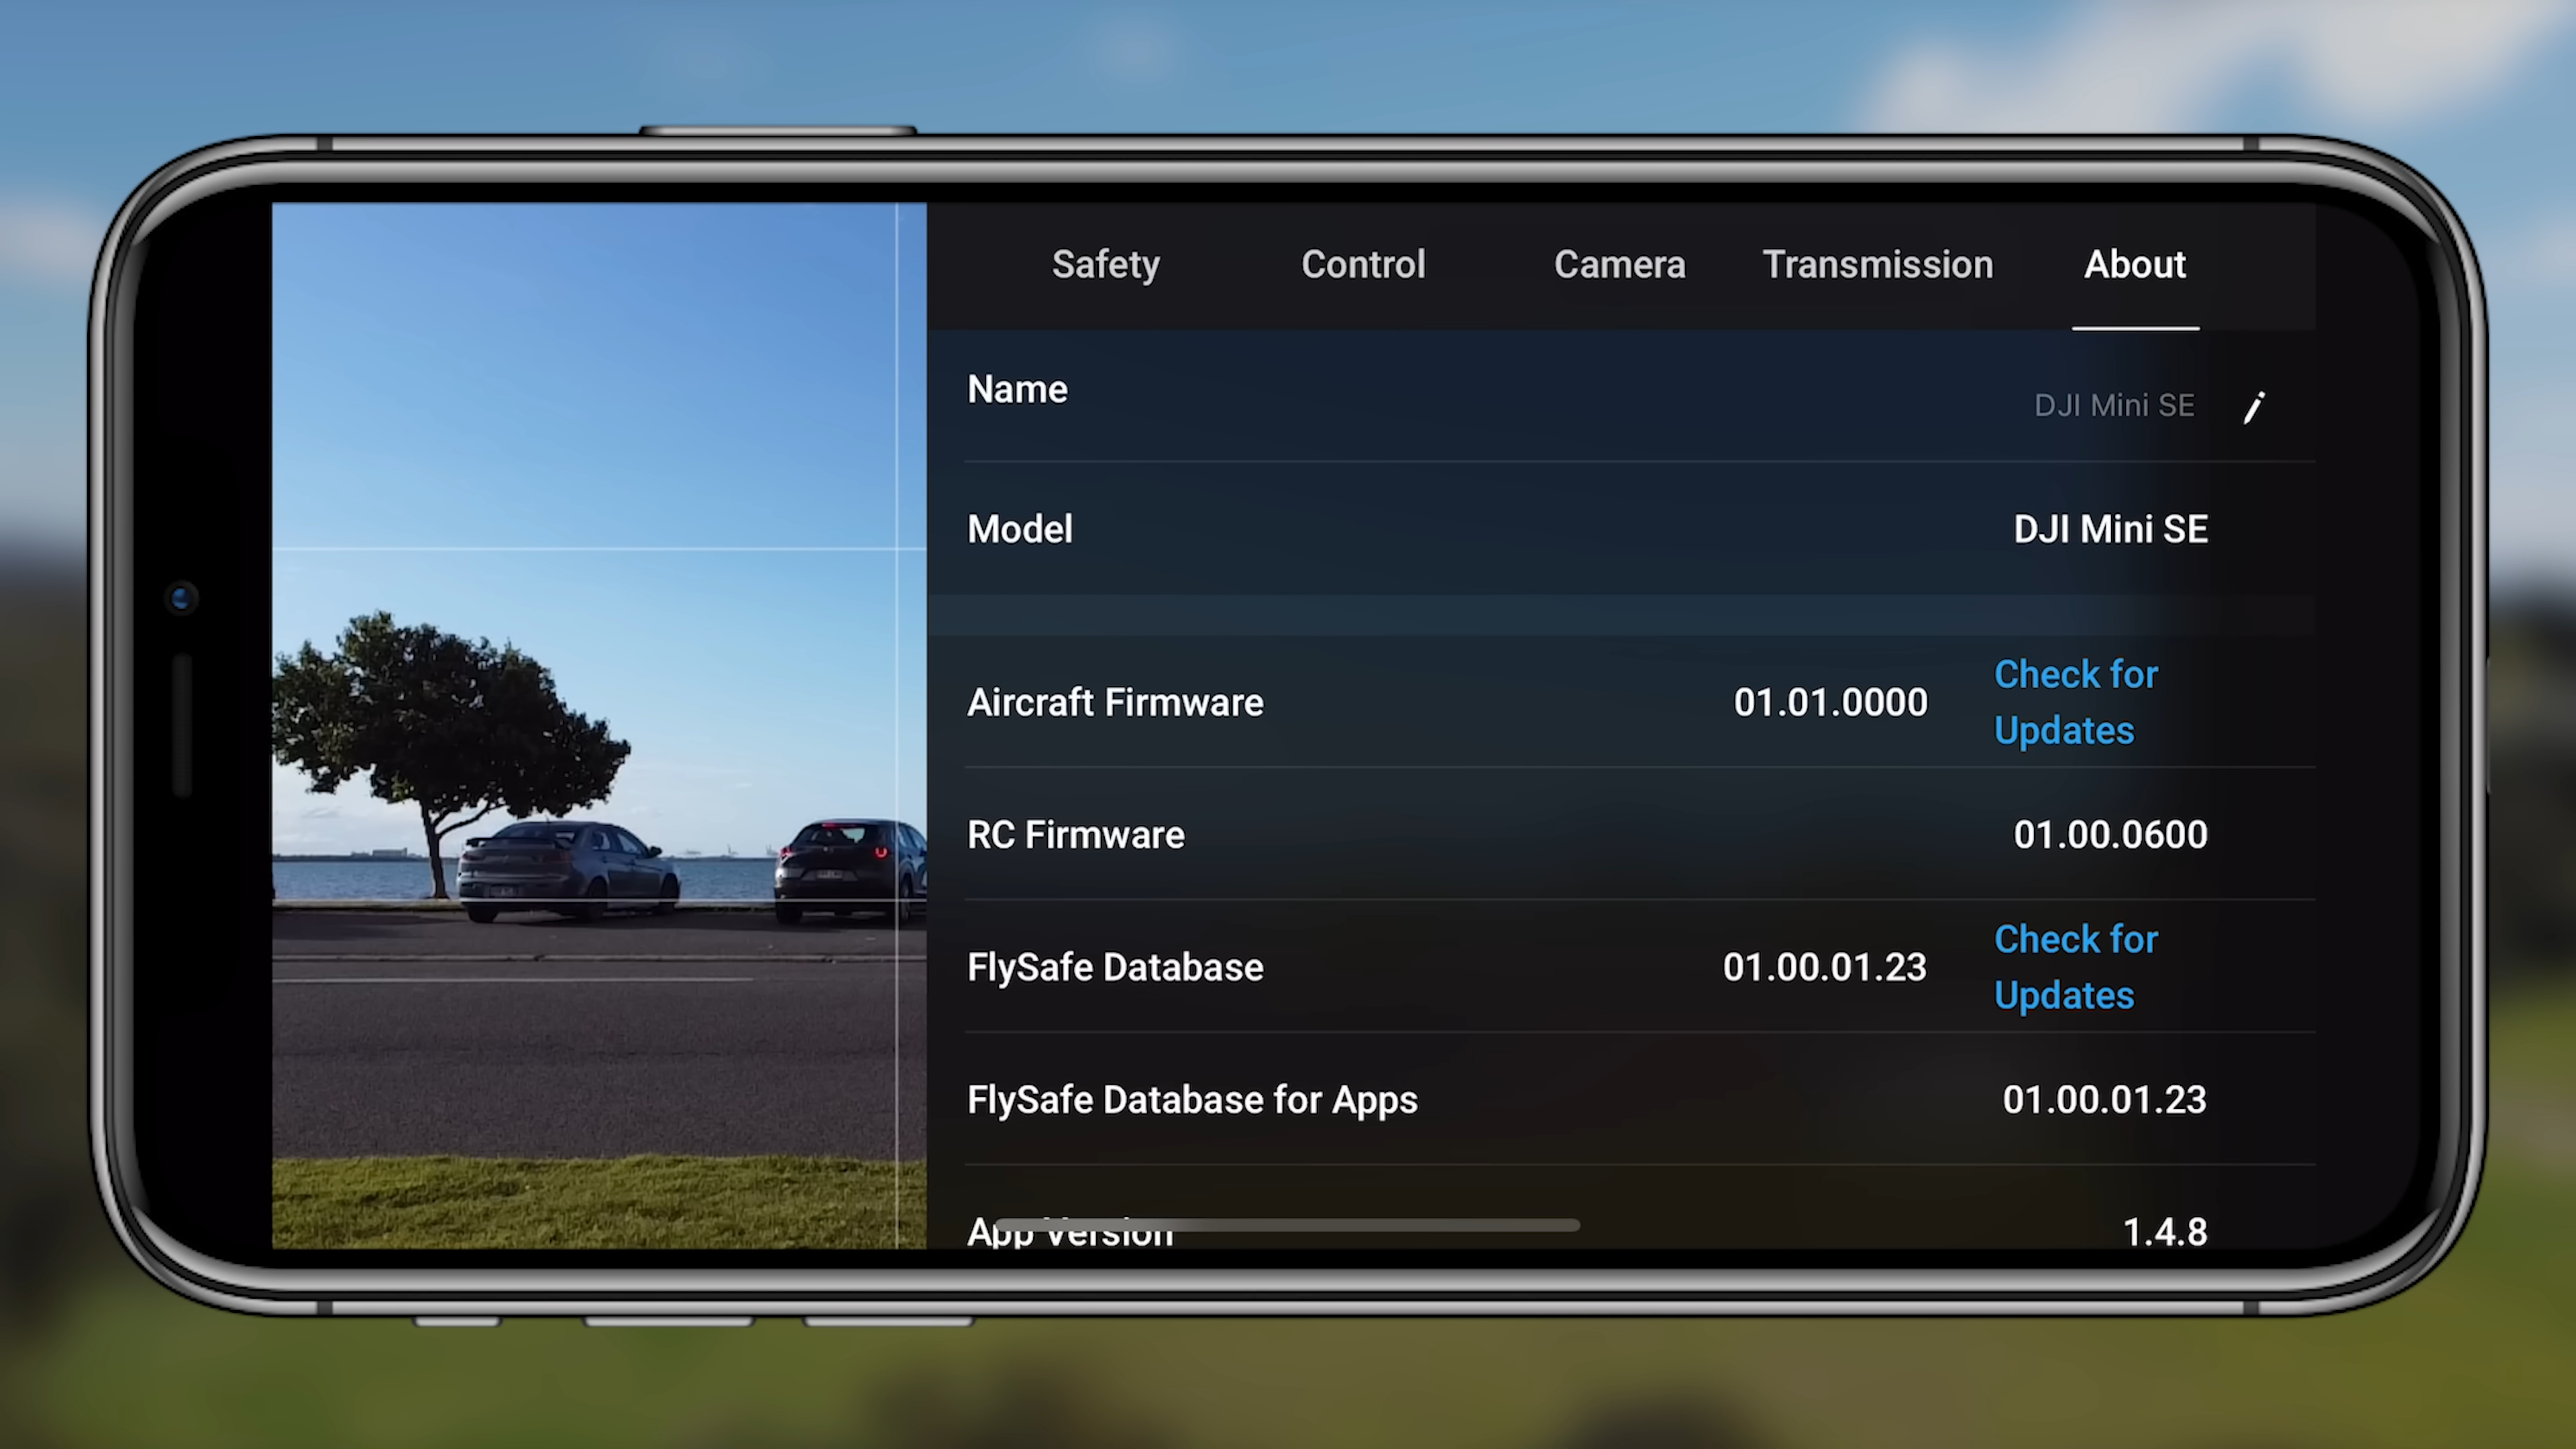 Safety Control Camera Transmission About
Name DJI Mini SE
Model DJI Mini SE
Aircraft Firmware 01.01.0000 Check for
Updates
RC Firmware 01.00.0600
FlySafe Database 01.00.01.23 Check for
Updates
FlySafe Database for Apps 01.00.01.23
App Version 1.4.8